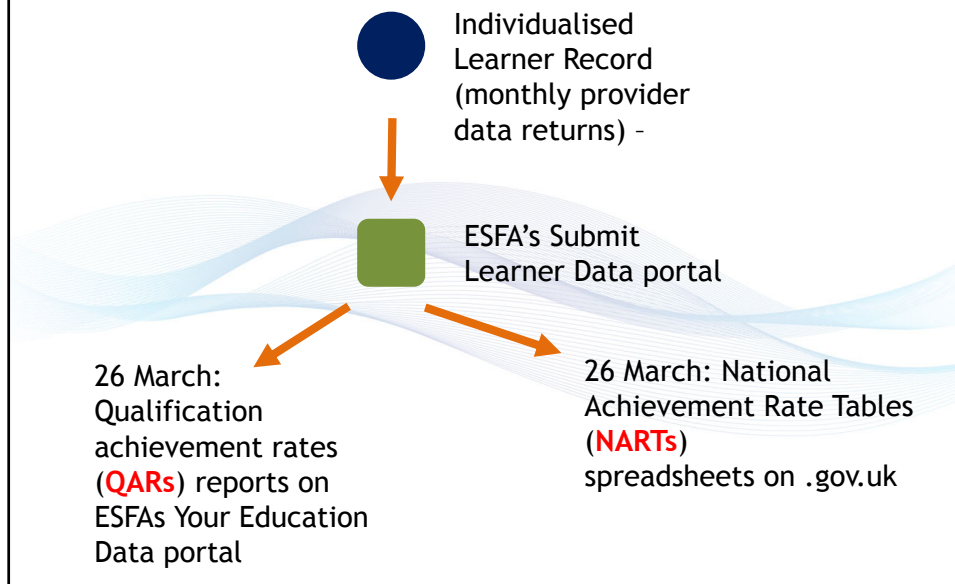 Individualised
Learner Record
(monthly provider
data returns) –
ESFA's Submit
Learner Data portal
26 March:
Qualification
achievement rates
(QARs) reports on
ESFAs Your Education
Data portal
26 March: National
Achievement Rate Tables
(NARTs)
spreadsheets on .gov.uk